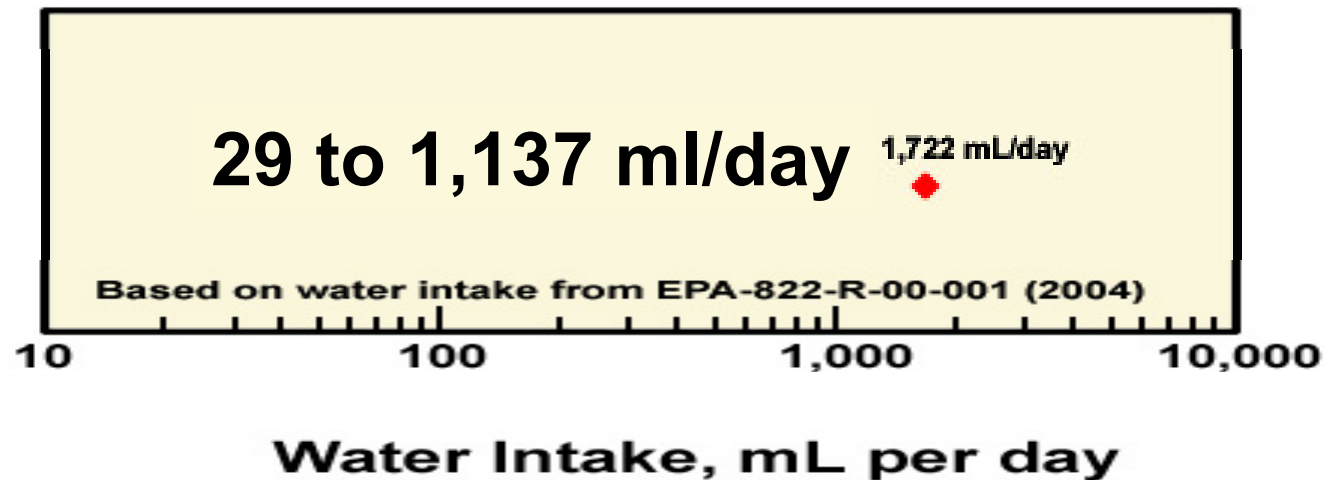 29 to 1,137 ml/day
1,722 mL/day
Based on water intake from EPA-822-R-00-001 (2004)
10 100 1,000 10,000
Water Intake, mL per day